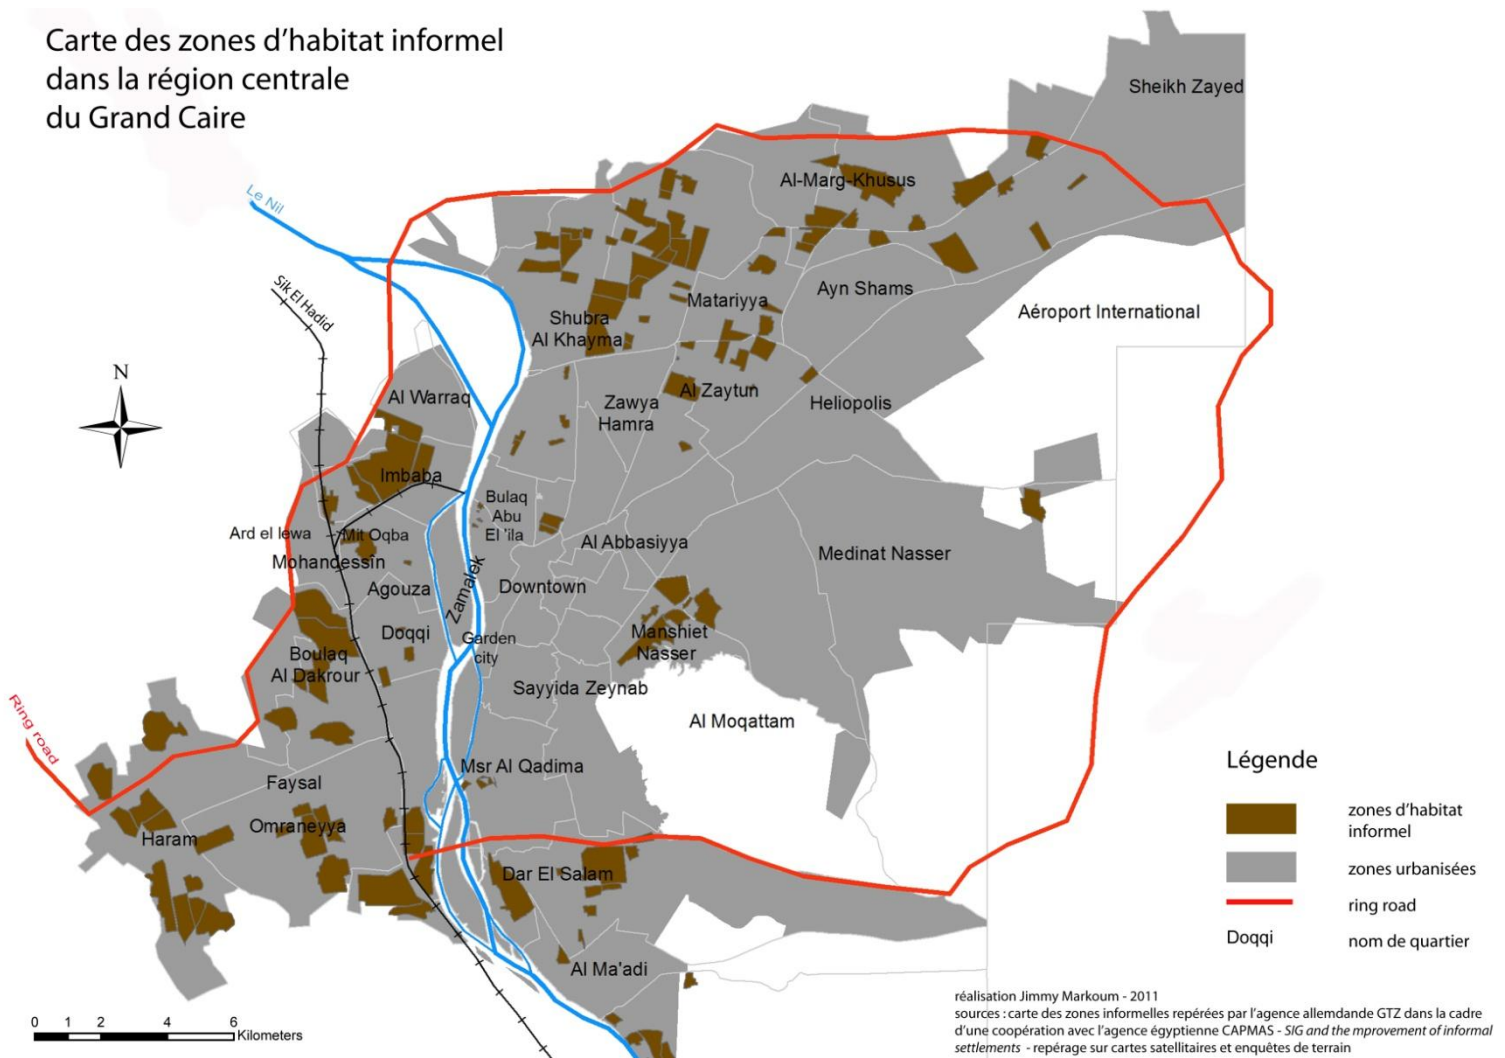 Carte des zones d'habitat informel
dans la région centrale
du Grand Caire
Sheikh Zayed
Al-Marg-Khusus
Le Nil
Sik El Hadid
Ayn Shams
Matariyya
Aéroport International
Shubra
Al Khayma
N
Al Warraq
Zawya
Hamra
Al Zaytun
Heliopolis
Imbaba
Bulaq
Abu
El 'ila
Ard el lewa
Mit Oqba
Mohandessin
Al Abbasiyya
Medinat Nasser
Agouza
Zamalek
Downtown
Doqqi
Garden
city
Manshiet
Nasser
Boulaq
Al Dakrour
Sayyida Zeynab
Al Moqattam
Ring road
Msr Al Qadima
Faysal
Omraneyya
Haram
Dar El Salam
Al Ma'adi
Légende
zones d'habitat
informel
zones urbanisées
ring road
Doqqi nom de quartier
0 1 2 4 6
Kilometers
réalisation Jimmy Markoum - 2011
sources : carte des zones informelles repérées par l'agence allemdande GTZ dans la cadre
d'une coopération avec l'agence égyptienne CAPMAS - SIG and the mprovement of informal
settlements - repérage sur cartes satellitaires et enquêtes de terrain